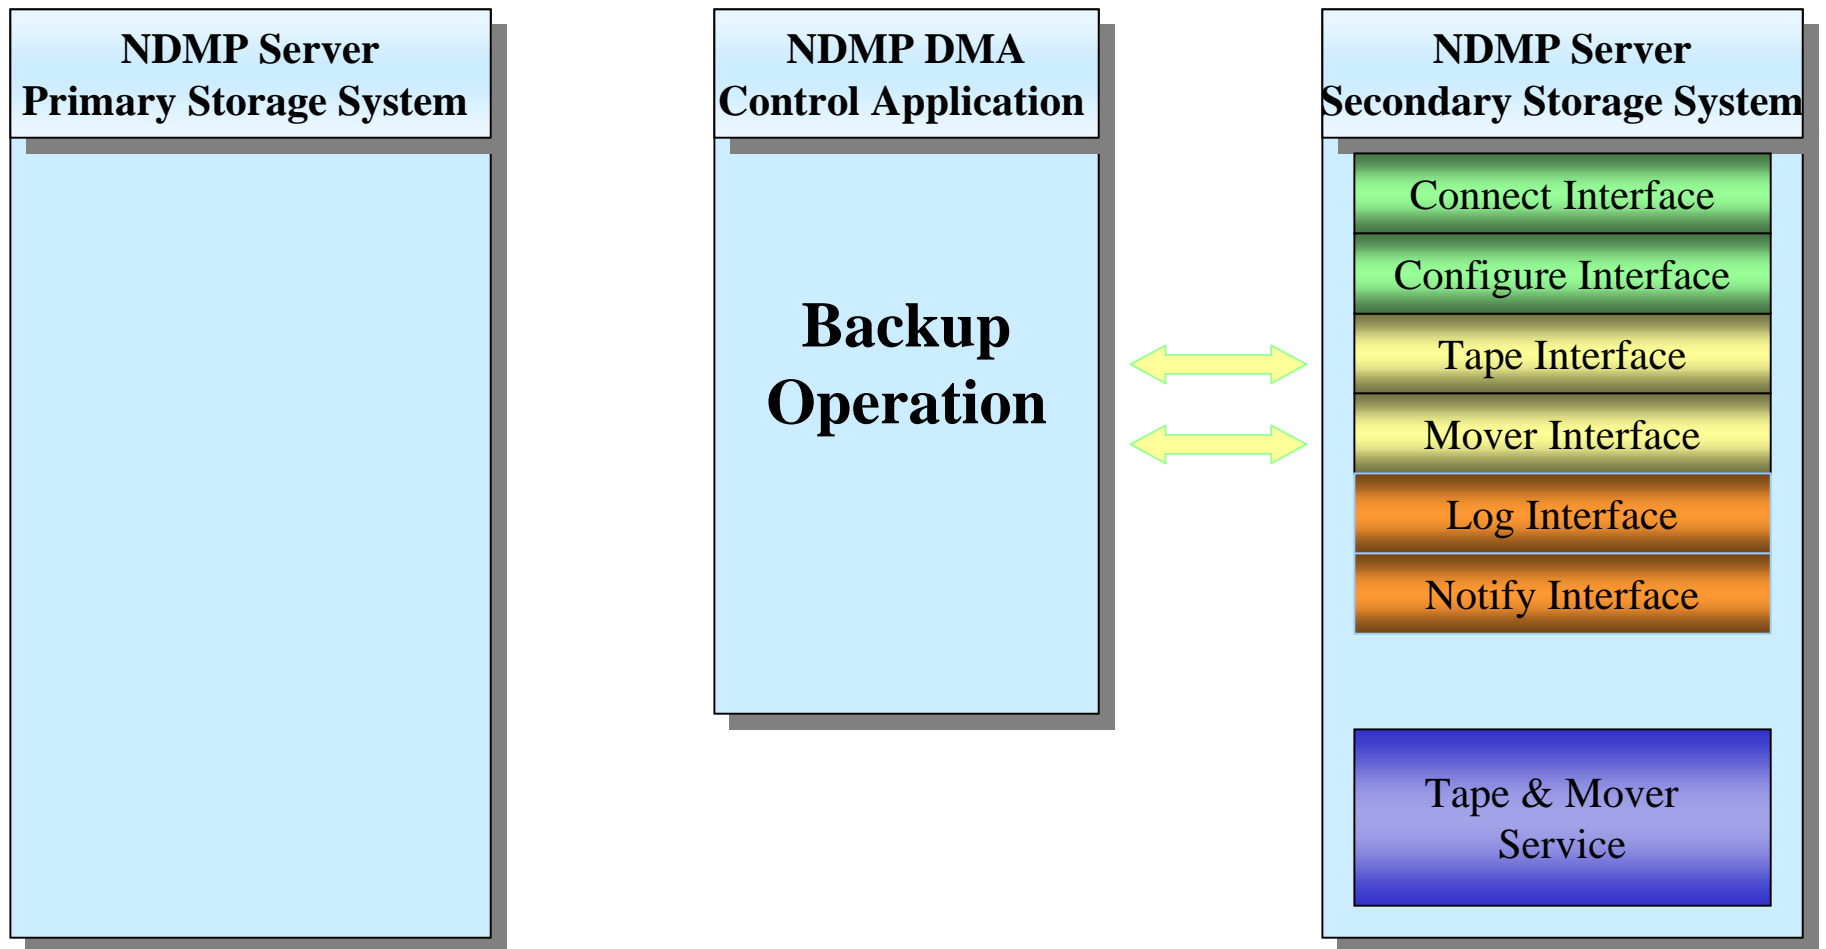 NDMP Server
Primary Storage System
NDMP DMA
Control Application
Backup
Operation
NDMP Server
Secondary Storage System
Connect Interface
Configure Interface
Tape Interface
Mover Interface
Log Interface
Notify Interface
Tape & Mover
Service